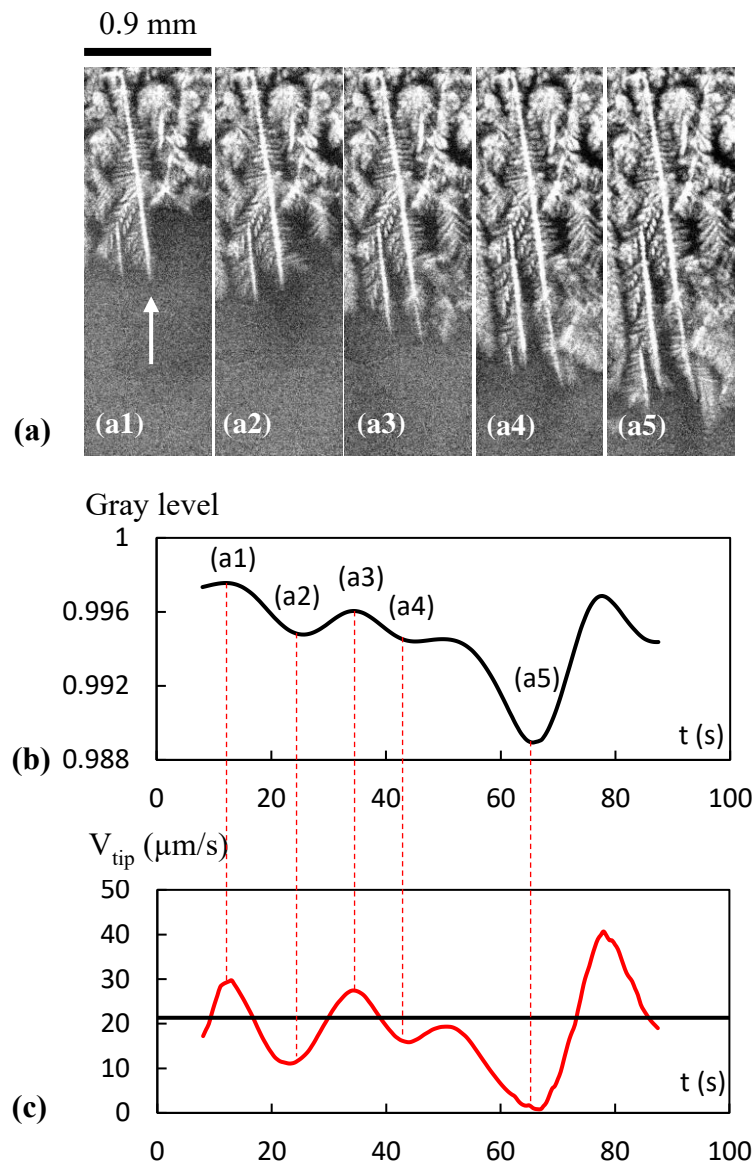 0.9 mm
(a)
(a1) (a2) (a3) (a4) (a5)
Gray level
1
0.996
0.992
0.988
(a1) (a2) (a3) (a4) (a5)
t (s)
(b)
0 20 40 60 80 100
V_tip (µm/s)
50
40
30
20
10
0
t (s)
(c)
0 20 40 60 80 100